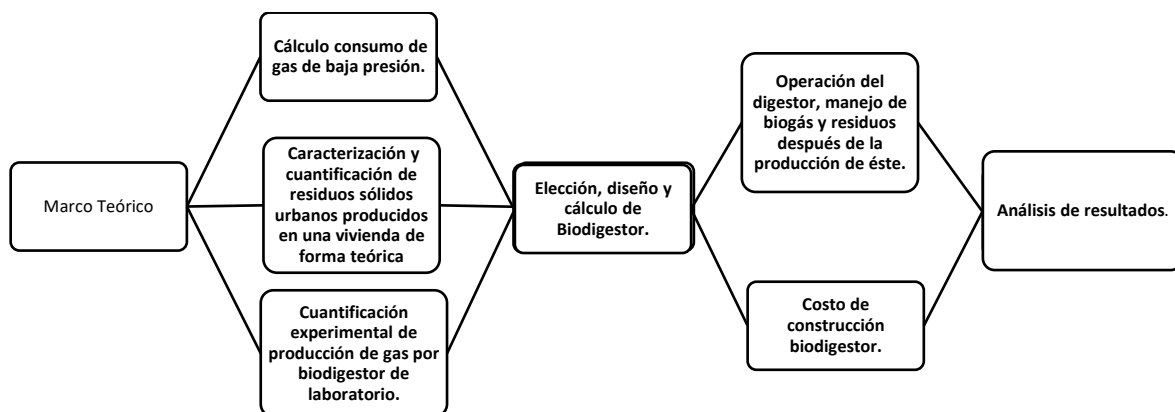 Marco Teórico
Cálculo consumo de
gas de baja presión.
Caracterización y
cuantificación de
residuos sólidos
urbanos producidos
en una vivienda de
forma teórica
Cuantificación
experimental de
producción de gas por
biodigestor de
laboratorio.
Elección, diseño y
cálculo de
Biodigestor.
Operación del
digestor, manejo de
biogás y residuos
después de la
producción de éste.
Costo de
construcción
biodigestor.
Análisis de resultados.